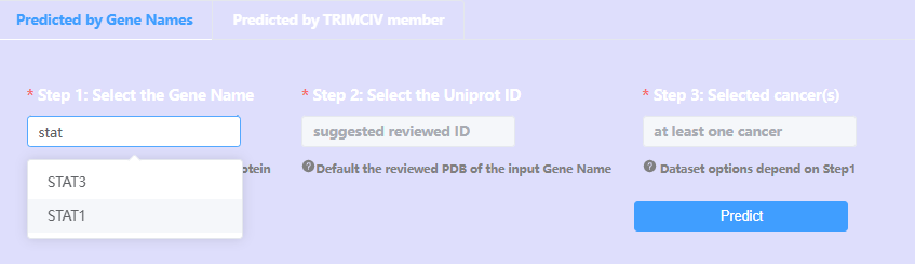 Predicted by Gene Names
Predicted by TRIMCIV member
* Step 1: Select the Gene Name
* Step 2: Select the Uniprot ID
* Step 3: Selected cancer(s)
stat
suggested reviewed ID
at least one cancer
otein
Default the reviewed PDB of the input Gene Name
Dataset options depend on Step1
STAT3
STAT1
Predict